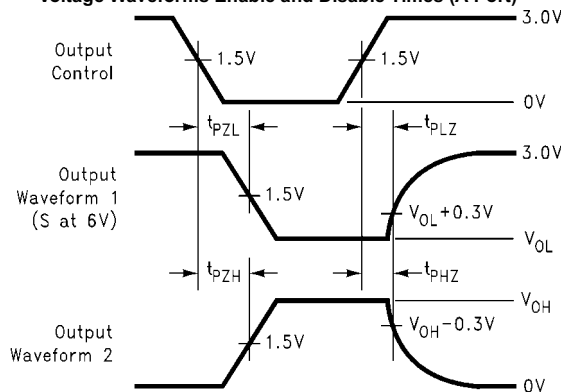 Voltage Waveforms Enable and Disable Times (A Port)
3.0V
Output
Control
1.5V
1.5V
0V
tPZL
tPLZ
3.0V
Output
Waveform 1
(S at 6V)
1.5V
VOL+0.3V
VOL
tPZH
tPHZ
VOH
Output
Waveform 2
1.5V
VOH−0.3V
0V